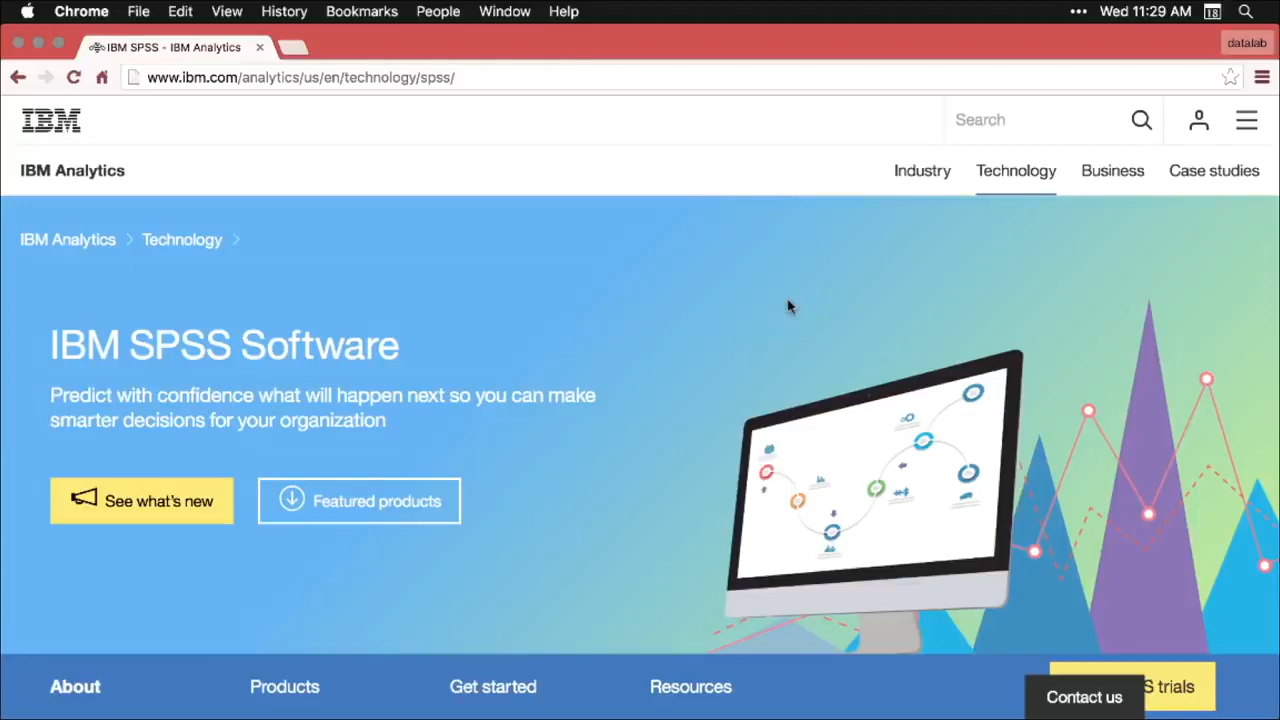 Chrome File Edit View History Bookmarks People Window Help ••• Wed 11:29 AM 18
IBM SPSS - IBM Analytics × datalab
www.ibm.com/analytics/us/en/technology/spss/
IBM Search
IBM Analytics Industry Technology Business Case studies
IBM Analytics > Technology >
IBM SPSS Software
Predict with confidence what will happen next so you can make
smarter decisions for your organization
See what's new Featured products
About Products Get started Resources S trials
Contact us